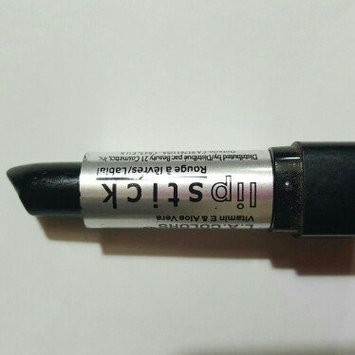 L.A. COLORS
Vitamin E & Aloe Vera
lipstick
Rouge à lèvres/Labial
Distributed by/Distribué par Beauty 21 Cosmetics, Inc.